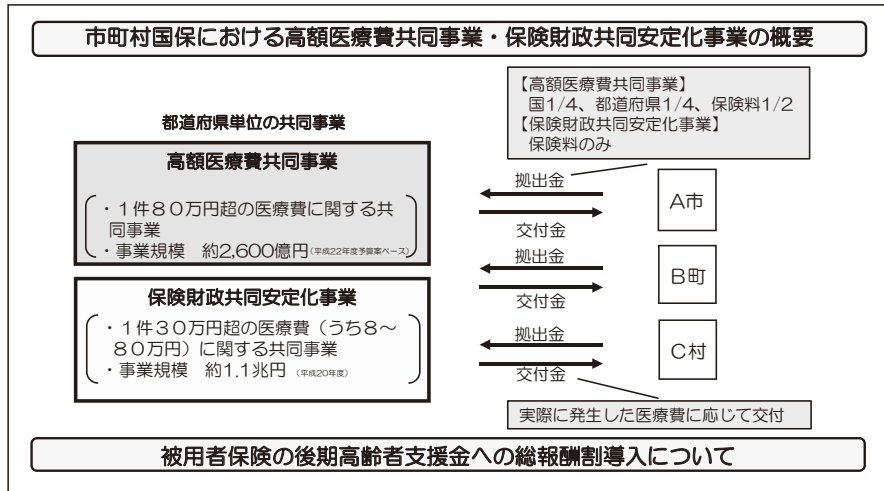 市町村国保における高額医療費共同事業・保険財政共同安定化事業の概要
【高額医療費共同事業】
国1/4、都道府県1/4、保険料1/2
【保険財政共同安定化事業】
保険料のみ
都道府県単位の共同事業
高額医療費共同事業
・1件80万円超の医療費に関する共
同事業
・事業規模 約2,600億円(平成22年度予算案ベース)
拠出金
交付金
A市
拠出金
交付金
B町
保険財政共同安定化事業
・1件30万円超の医療費(うち8~
80万円)に関する共同事業
・事業規模 約1.1兆円 (平成20年度)
拠出金
交付金
C村
実際に発生した医療費に応じて交付
被用者保険の後期高齢者支援金への総報酬割導入について